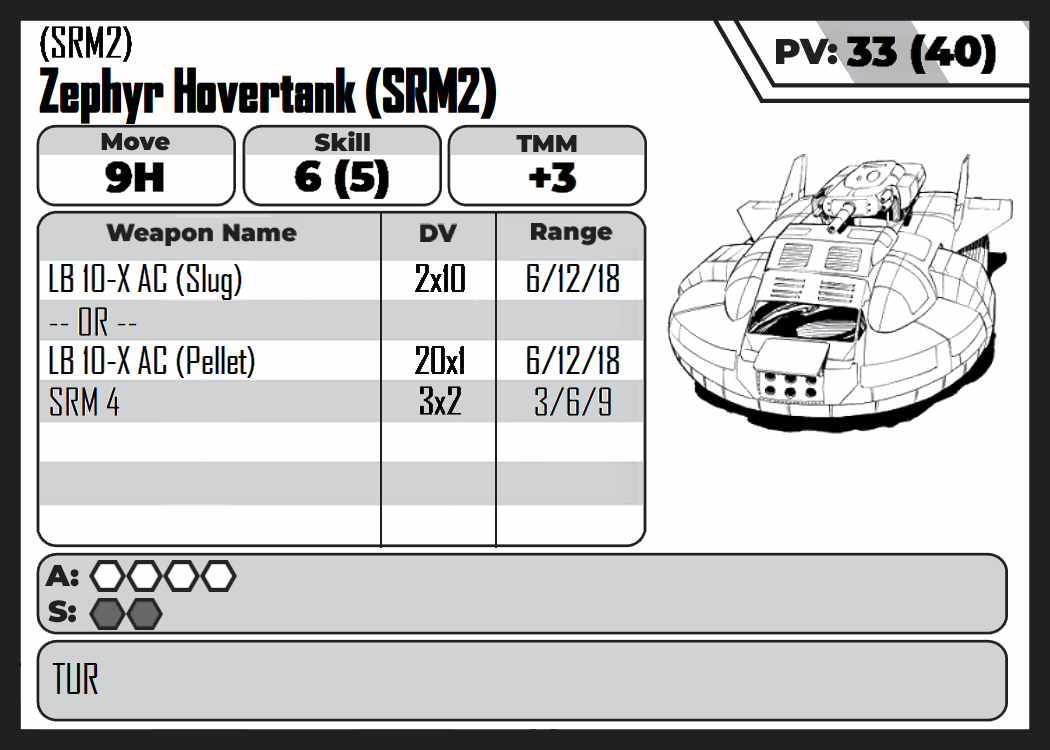 (SRM2)
Zephyr Hovertank (SRM2)
PV: 33 (40)
Move
9H
Skill
6 (5)
TMM
+3
Weapon Name DV Range
LB 10-X AC (Slug) 2x10 6/12/18
-- OR --
LB 10-X AC (Pellet) 20x1 6/12/18
SRM 4 3x2 3/6/9
A:
S:
TUR